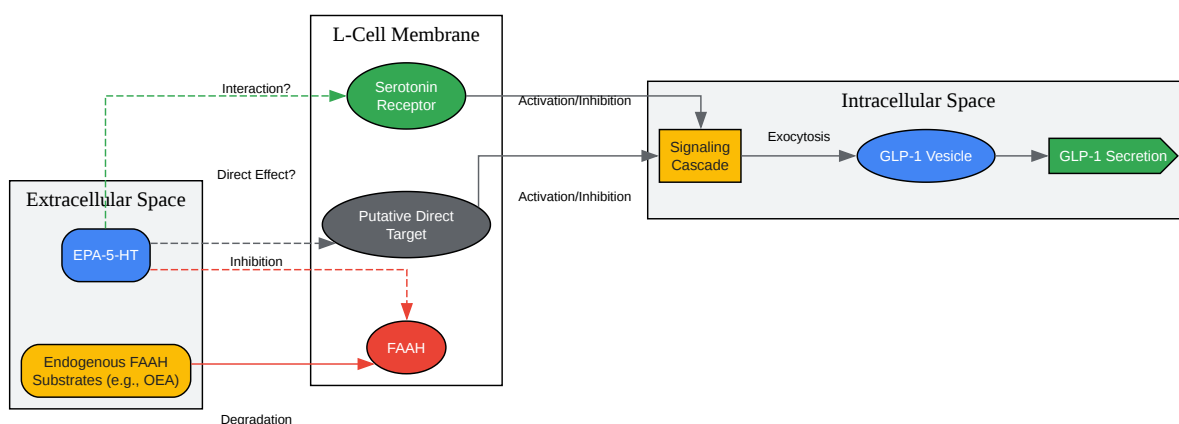 L-Cell Membrane
Serotonin
Receptor
Interaction?
Activation/Inhibition
Intracellular Space
Signaling
Cascade
Exocytosis
GLP-1 Vesicle
GLP-1 Secretion
Direct Effect?
Extracellular Space
Putative Direct
Target
Activation/Inhibition
EPA-5-HT
Inhibition
FAAH
Endogenous FAAH
Substrates (e.g., OEA)
Degradation